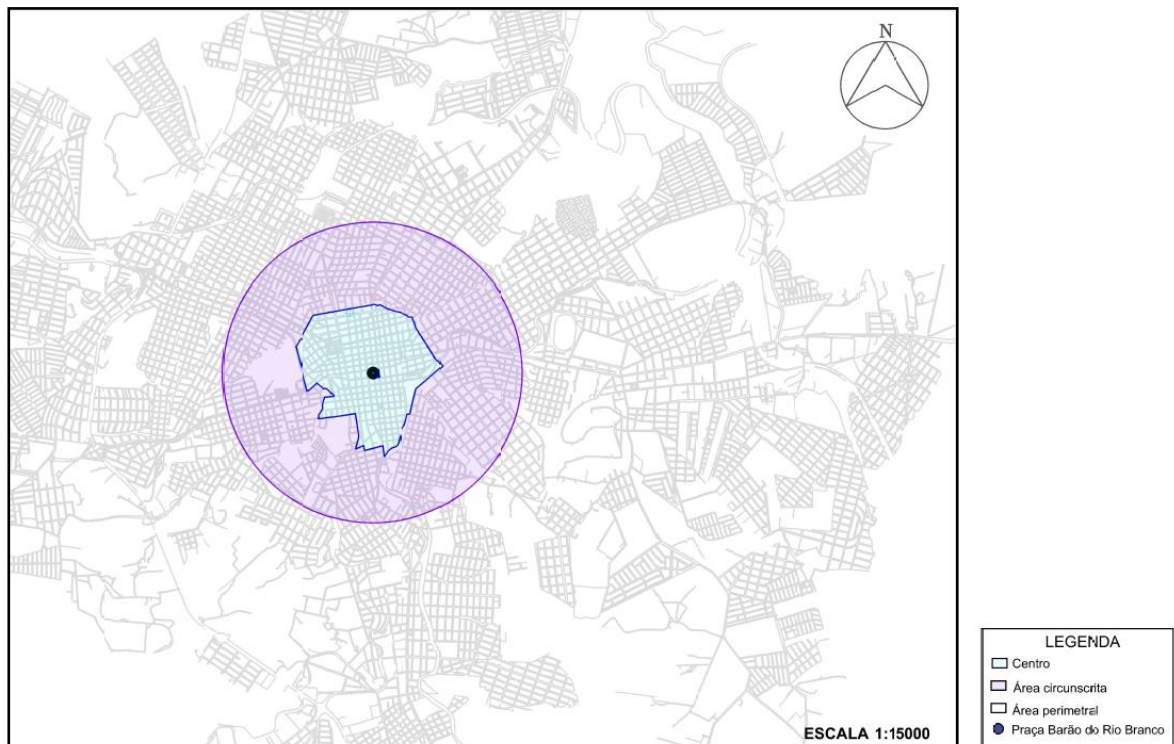 N
ESCALA 1:15000
LEGENDA
Centro
Área circunscrita
Área perimetral
Praça Barão do Rio Branco